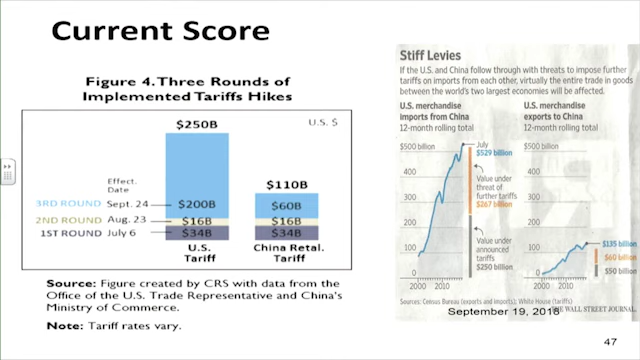 Current Score
Figure 4. Three Rounds of
Implemented Tariffs Hikes
U.S. $
$250B
$110B
Effect.
Date
3RD ROUND Sept. 24
$200B
$60B
2ND ROUND Aug. 23
$16B
$16B
1ST ROUND July 6
$34B
$34B
U.S.
Tariff
China Retal.
Tariff
Source: Figure created by CRS with data from the
Office of the U.S. Trade Representative and China's
Ministry of Commerce.
Note: Tariff rates vary.
Stiff Levies
If the U.S. and China follow through with threats to impose further
tariffs on imports from each other, virtually the entire trade in goods
between the world's two largest economies will be affected.
U.S. merchandise
imports from China
12-month rolling total
$500 billion
400
300
200
100
0
2000 2010
July
$529 billion
Value under
threat of
further tariffs
$267 billion
Value under
announced
tariffs
$250 billion
U.S. merchandise
exports to China
12-month rolling total
$500 billion
400
300
200
100
0
2000 2010
$135 billion
$60 billion
$50 billion
Sources: Census Bureau (exports and imports); White House (tariffs)
September 19, 2018
THE WALL STREET JOURNAL.
47